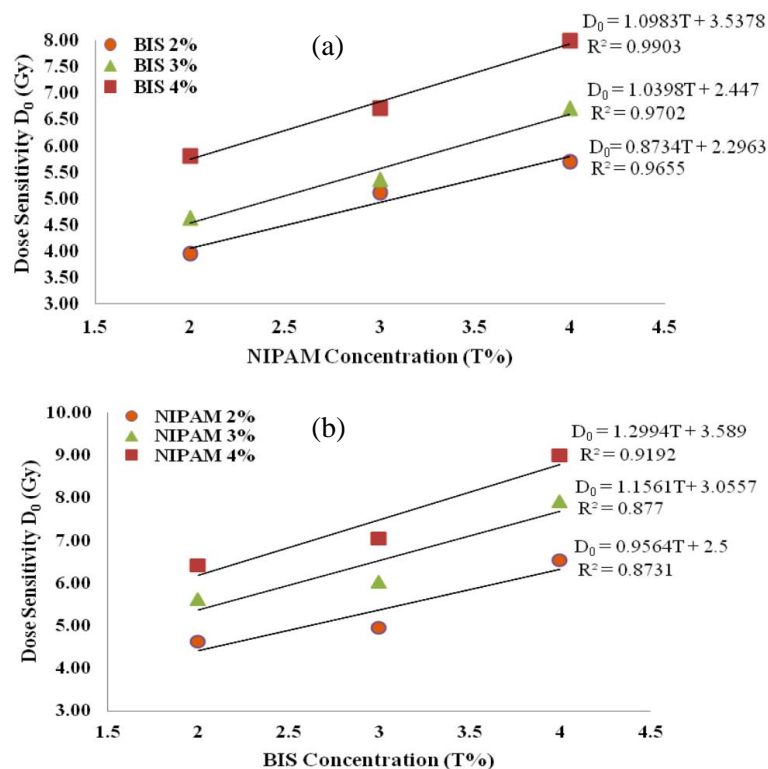 (a)
BIS 2%
BIS 3%
BIS 4%
Dose Sensitivity D₀ (Gy)
8.00
7.50
7.00
6.50
6.00
5.50
5.00
4.50
4.00
3.50
3.00
D₀ = 1.0983T + 3.5378
R² = 0.9903
D₀ = 1.0398T + 2.447
R² = 0.9702
D₀ = 0.8734T + 2.2963
R² = 0.9655
1.5 2 2.5 3 3.5 4 4.5
NIPAM Concentration (T%)
(b)
NIPAM 2%
NIPAM 3%
NIPAM 4%
Dose Sensitivity D₀ (Gy)
10.00
9.00
8.00
7.00
6.00
5.00
4.00
3.00
D₀ = 1.2994T + 3.589
R² = 0.9192
D₀ = 1.1561T + 3.0557
R² = 0.877
D₀ = 0.9564T + 2.5
R² = 0.8731
1.5 2 2.5 3 3.5 4 4.5
BIS Concentration (T%)